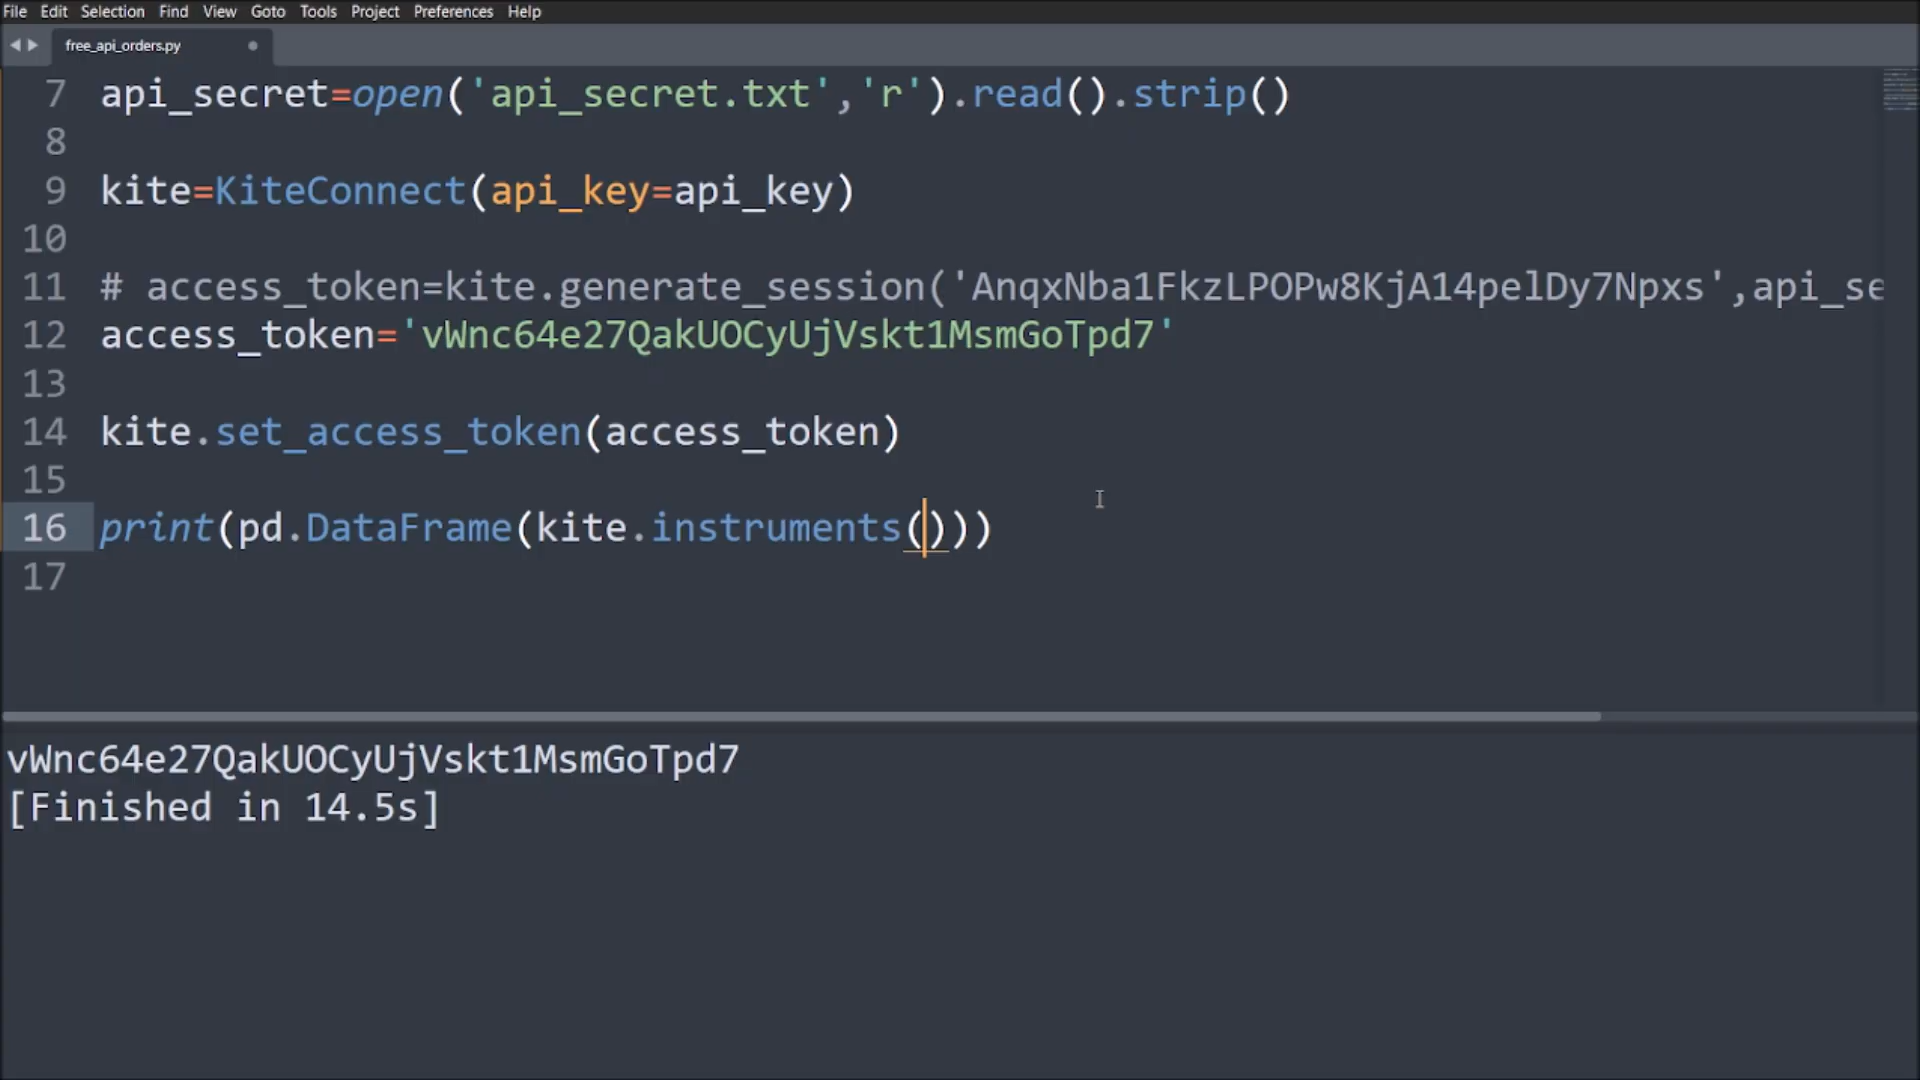 File Edit Selection Find View Goto Tools Project Preferences Help
free_api_orders.py
7 api_secret=open('api_secret.txt','r').read().strip()
8
9 kite=KiteConnect(api_key=api_key)
10
11 # access_token=kite.generate_session('AnqxNba1FkzLPOPw8KjA14pelDy7Npxs',api_se
12 access_token='vWnc64e27QakUOCyUjVskt1MsmGoTpd7'
13
14 kite.set_access_token(access_token)
15
16 print(pd.DataFrame(kite.instruments()))
17
vWnc64e27QakUOCyUjVskt1MsmGoTpd7
[Finished in 14.5s]